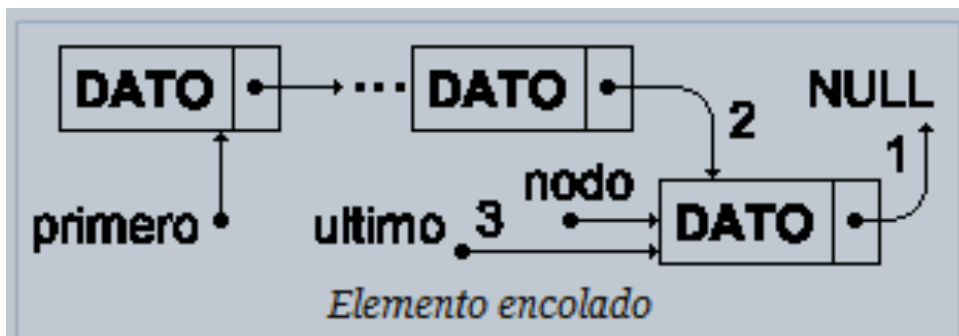 DATO ... DATO NULL
2 1
nodo
primero ultimo 3 DATO
Elemento encolado